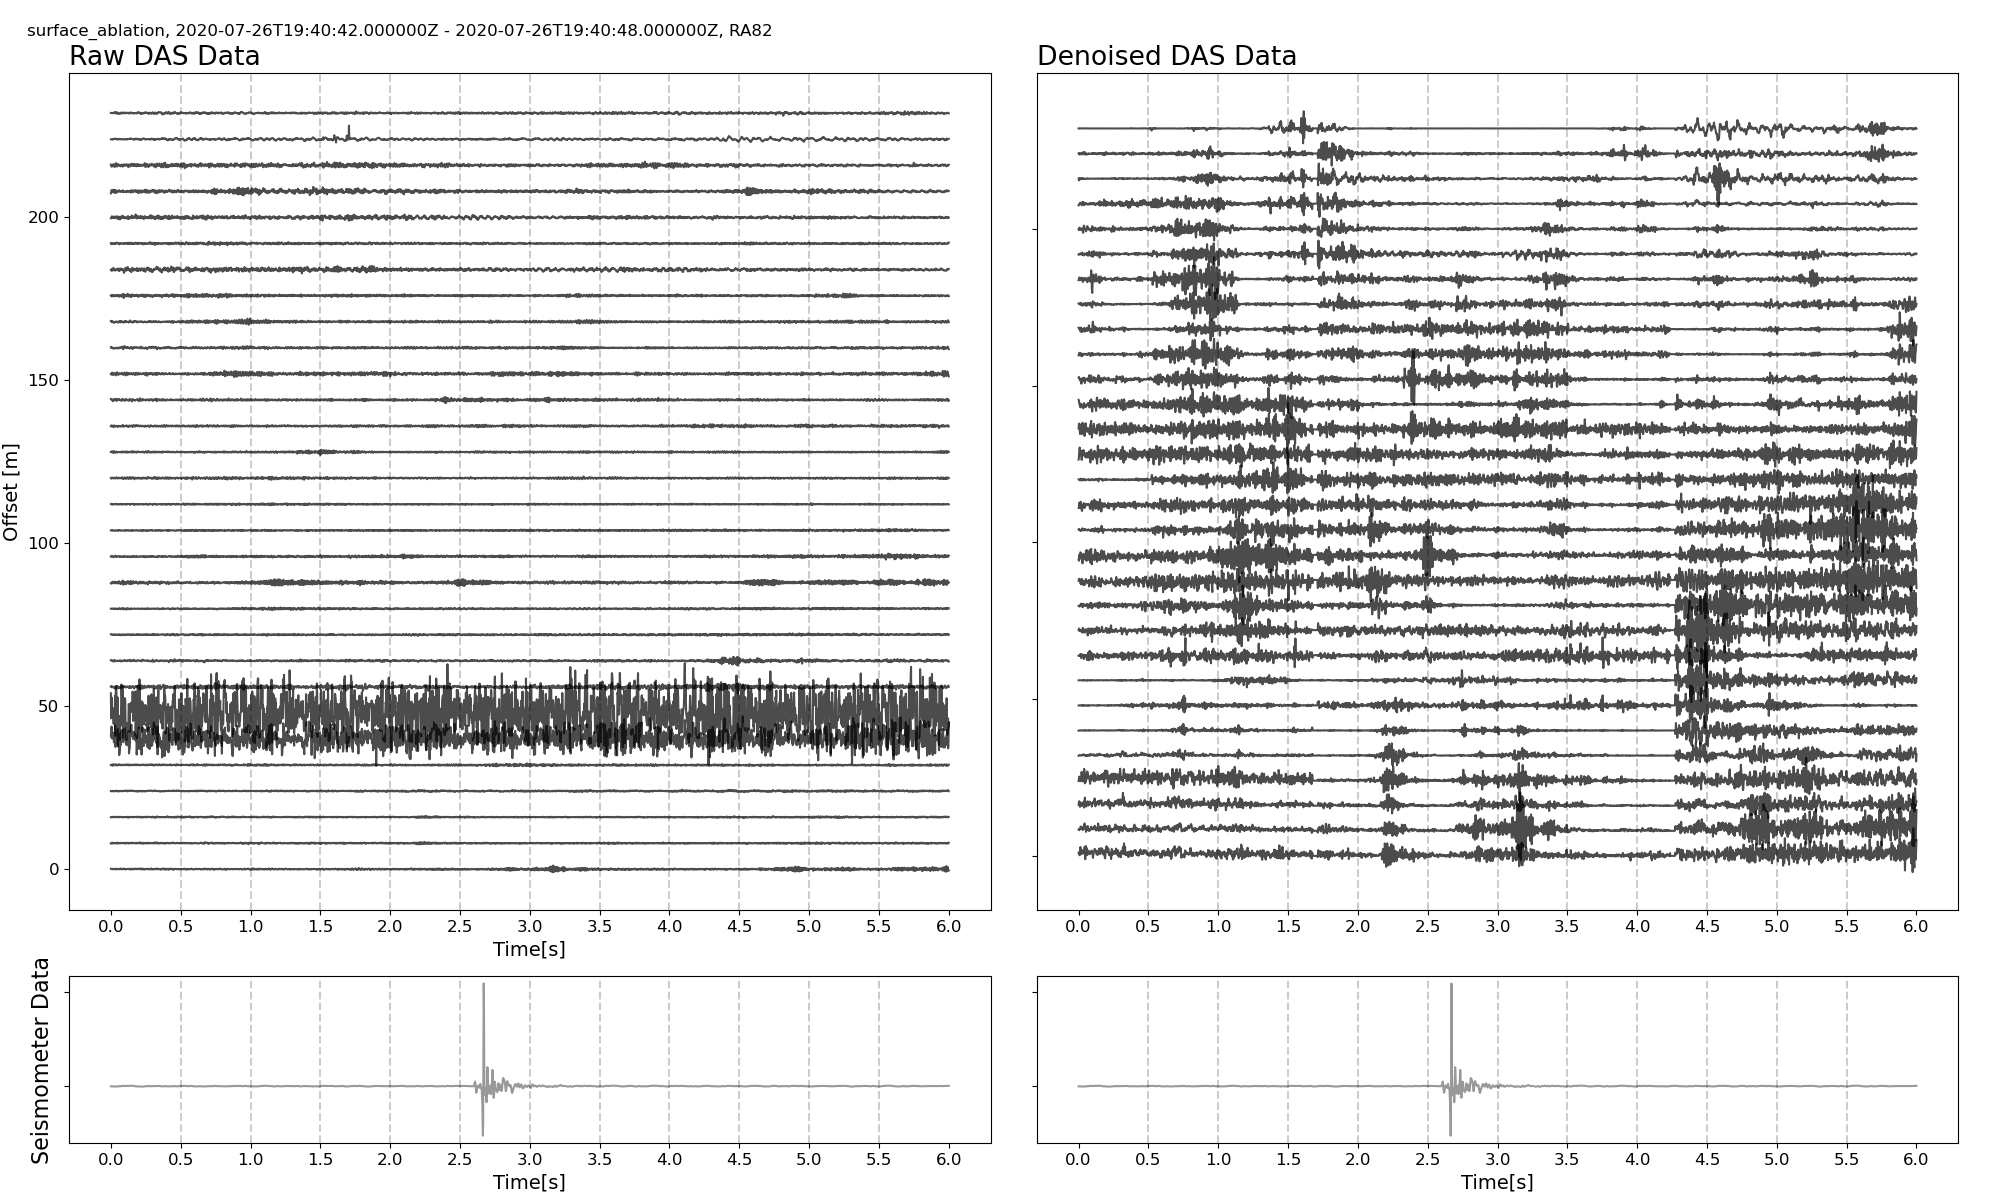 surface_ablation, 2020-07-26T19:40:42.000000Z - 2020-07-26T19:40:48.000000Z, RA82
Raw DAS Data
Denoised DAS Data
Offset [m]
200
150
100
50
0
0.0 0.5 1.0 1.5 2.0 2.5 3.0 3.5 4.0 4.5 5.0 5.5 6.0
Time[s]
0.0 0.5 1.0 1.5 2.0 2.5 3.0 3.5 4.0 4.5 5.0 5.5 6.0
Seismometer Data
0.0 0.5 1.0 1.5 2.0 2.5 3.0 3.5 4.0 4.5 5.0 5.5 6.0
Time[s]
0.0 0.5 1.0 1.5 2.0 2.5 3.0 3.5 4.0 4.5 5.0 5.5 6.0
Time[s]